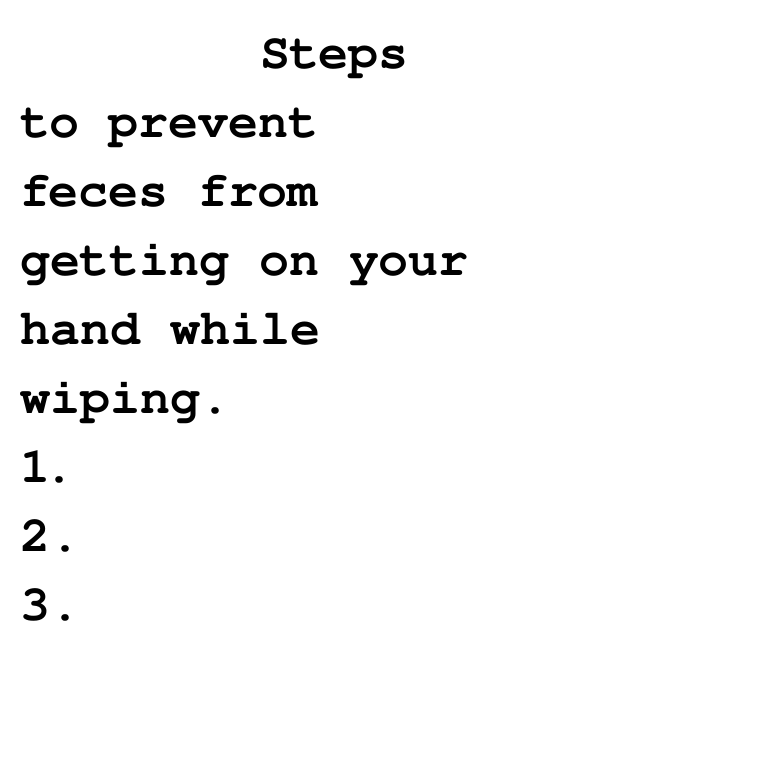 Steps
to prevent
feces from
getting on your
hand while
wiping.
1.
2.
3.